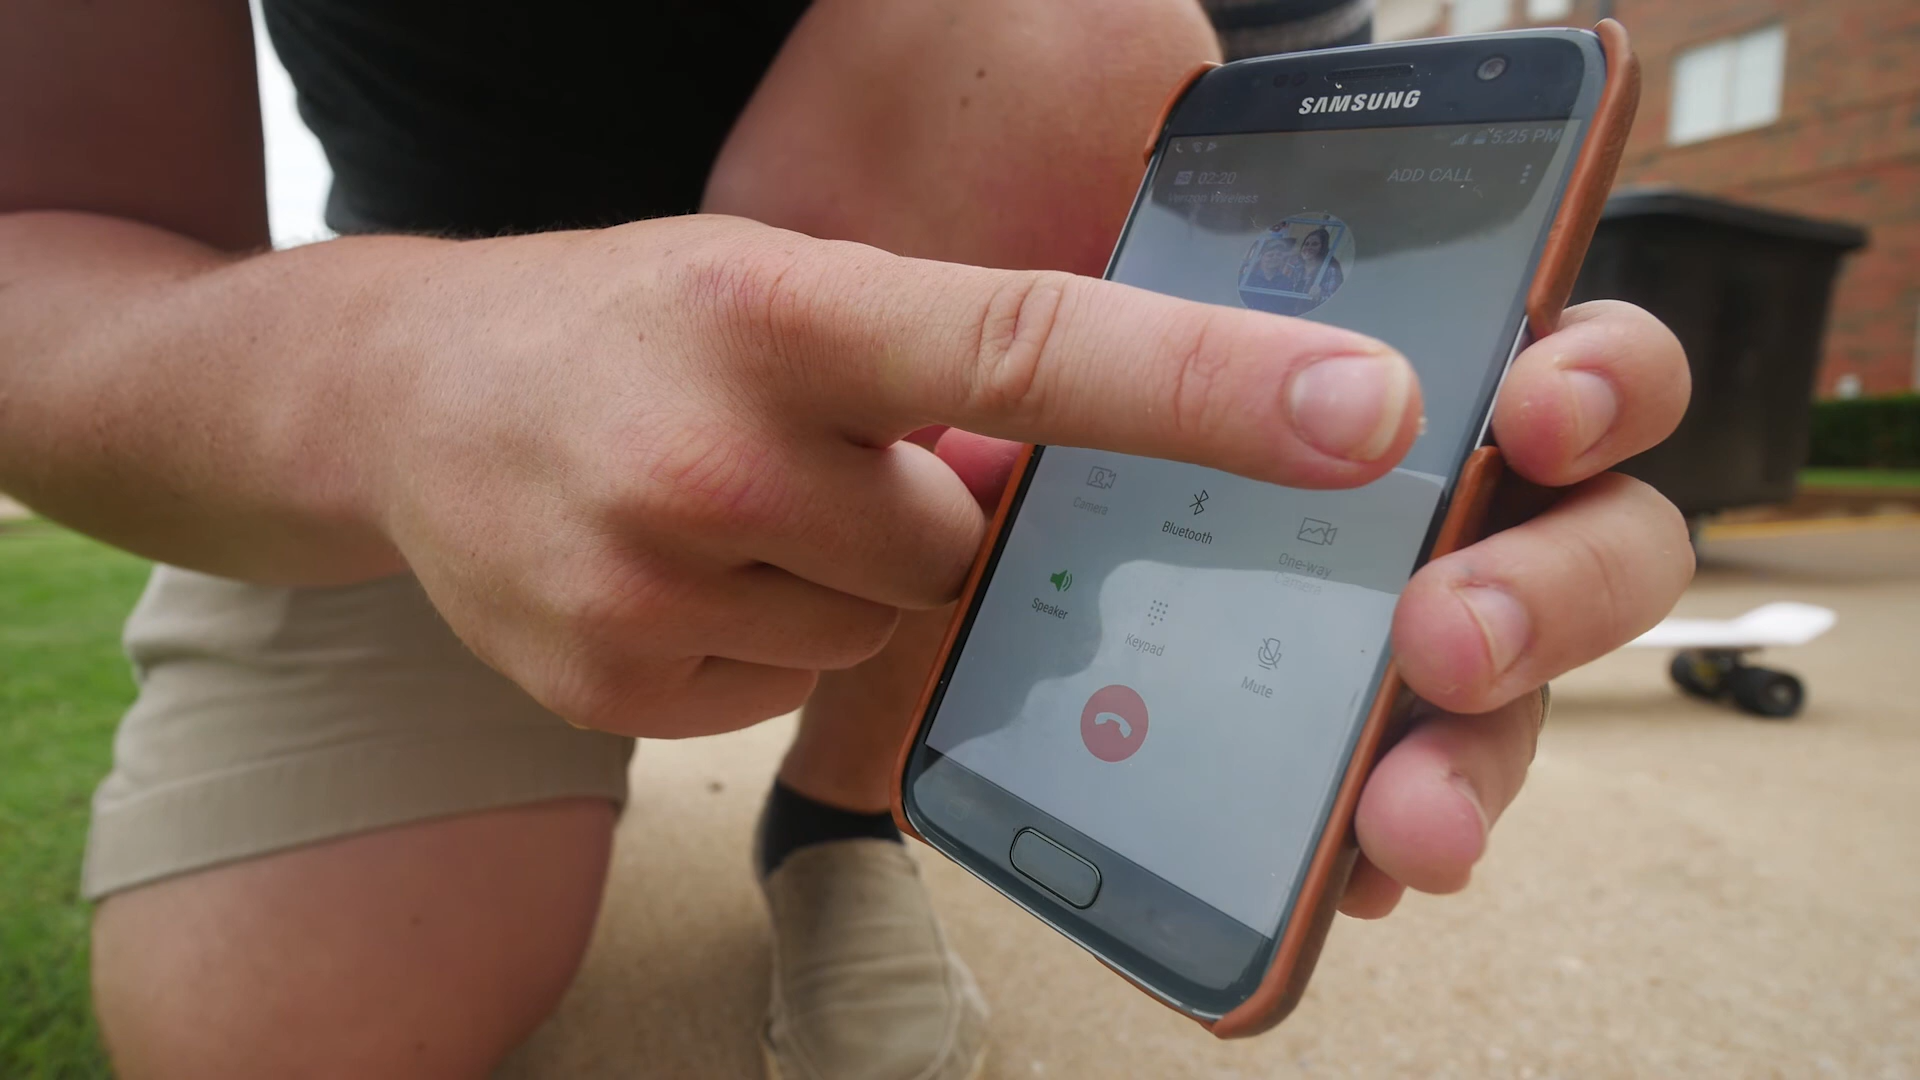 SAMSUNG
5:25 PM
02:20
ADD CALL
Verizon Wireless
Camera
Bluetooth
One-way
Camera
Speaker
Keypad
Mute